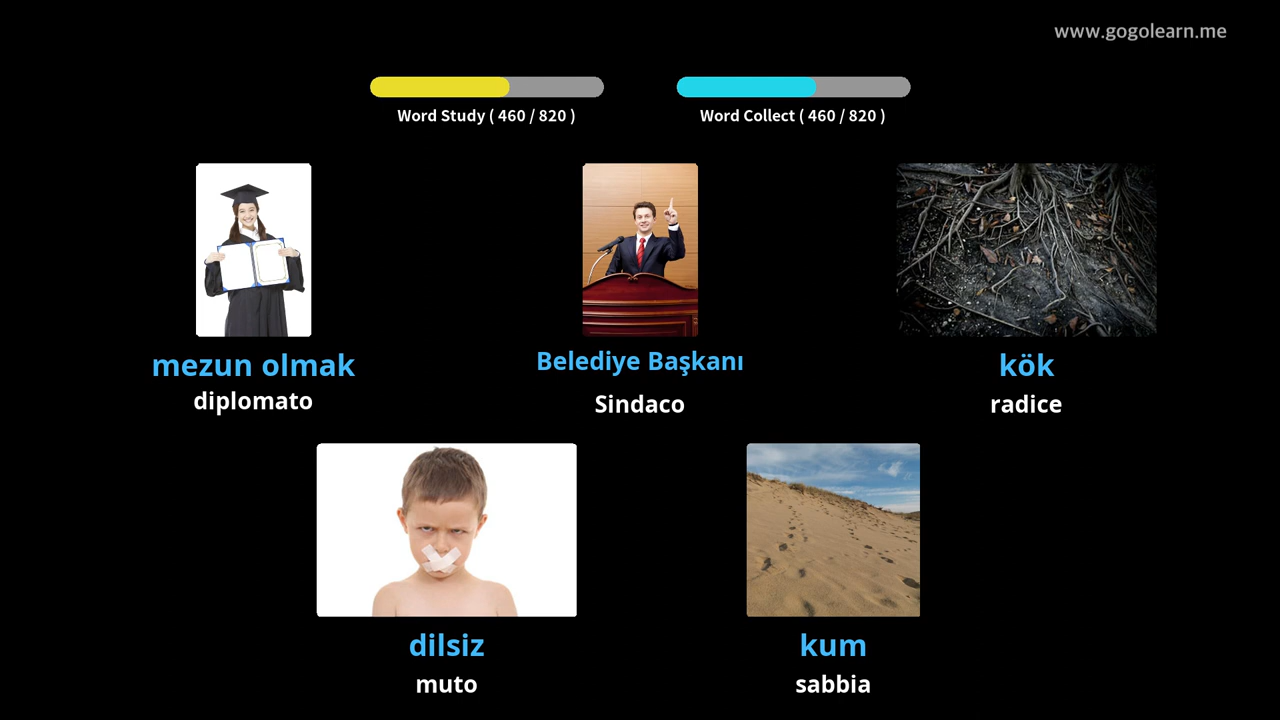 www.gogolearn.me
Word Study ( 460 / 820 )
Word Collect ( 460 / 820 )
mezun olmak
diplomato
Belediye Başkanı
Sindaco
kök
radice
dilsiz
muto
kum
sabbia